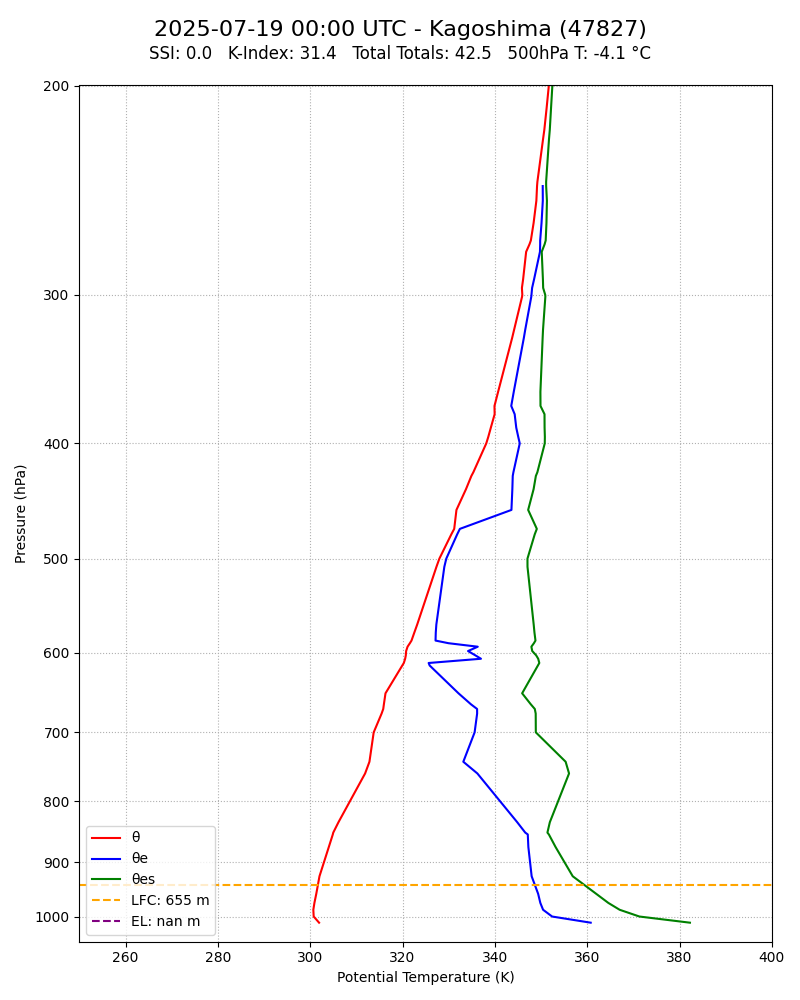 2025-07-19 00:00 UTC - Kagoshima (47827)
SSI: 0.0 K-Index: 31.4 Total Totals: 42.5 500hPa T: -4.1 °C
200
300
400
500
600
700
800
900
1000
Pressure (hPa)
θ
θe
θes
LFC: 655 m
EL: nan m
260 280 300 320 340 360 380 400
Potential Temperature (K)